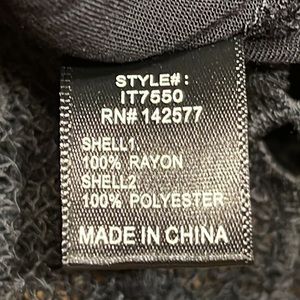 STYLE#:
IT7550
RN# 142577
SHELL1
100% RAYON
SHELL2
100% POLYESTER
MADE IN CHINA